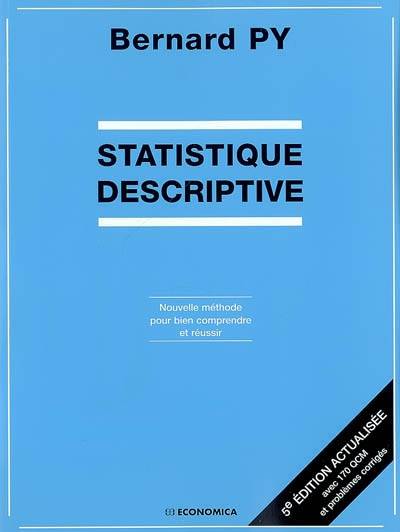 Bernard PY
STATISTIQUE
DESCRIPTIVE
Nouvelle méthode
pour bien comprendre
et réussir
5e ÉDITION ACTUALISÉE
avec 170 QCM
et problèmes corrigés
ECONOMICA